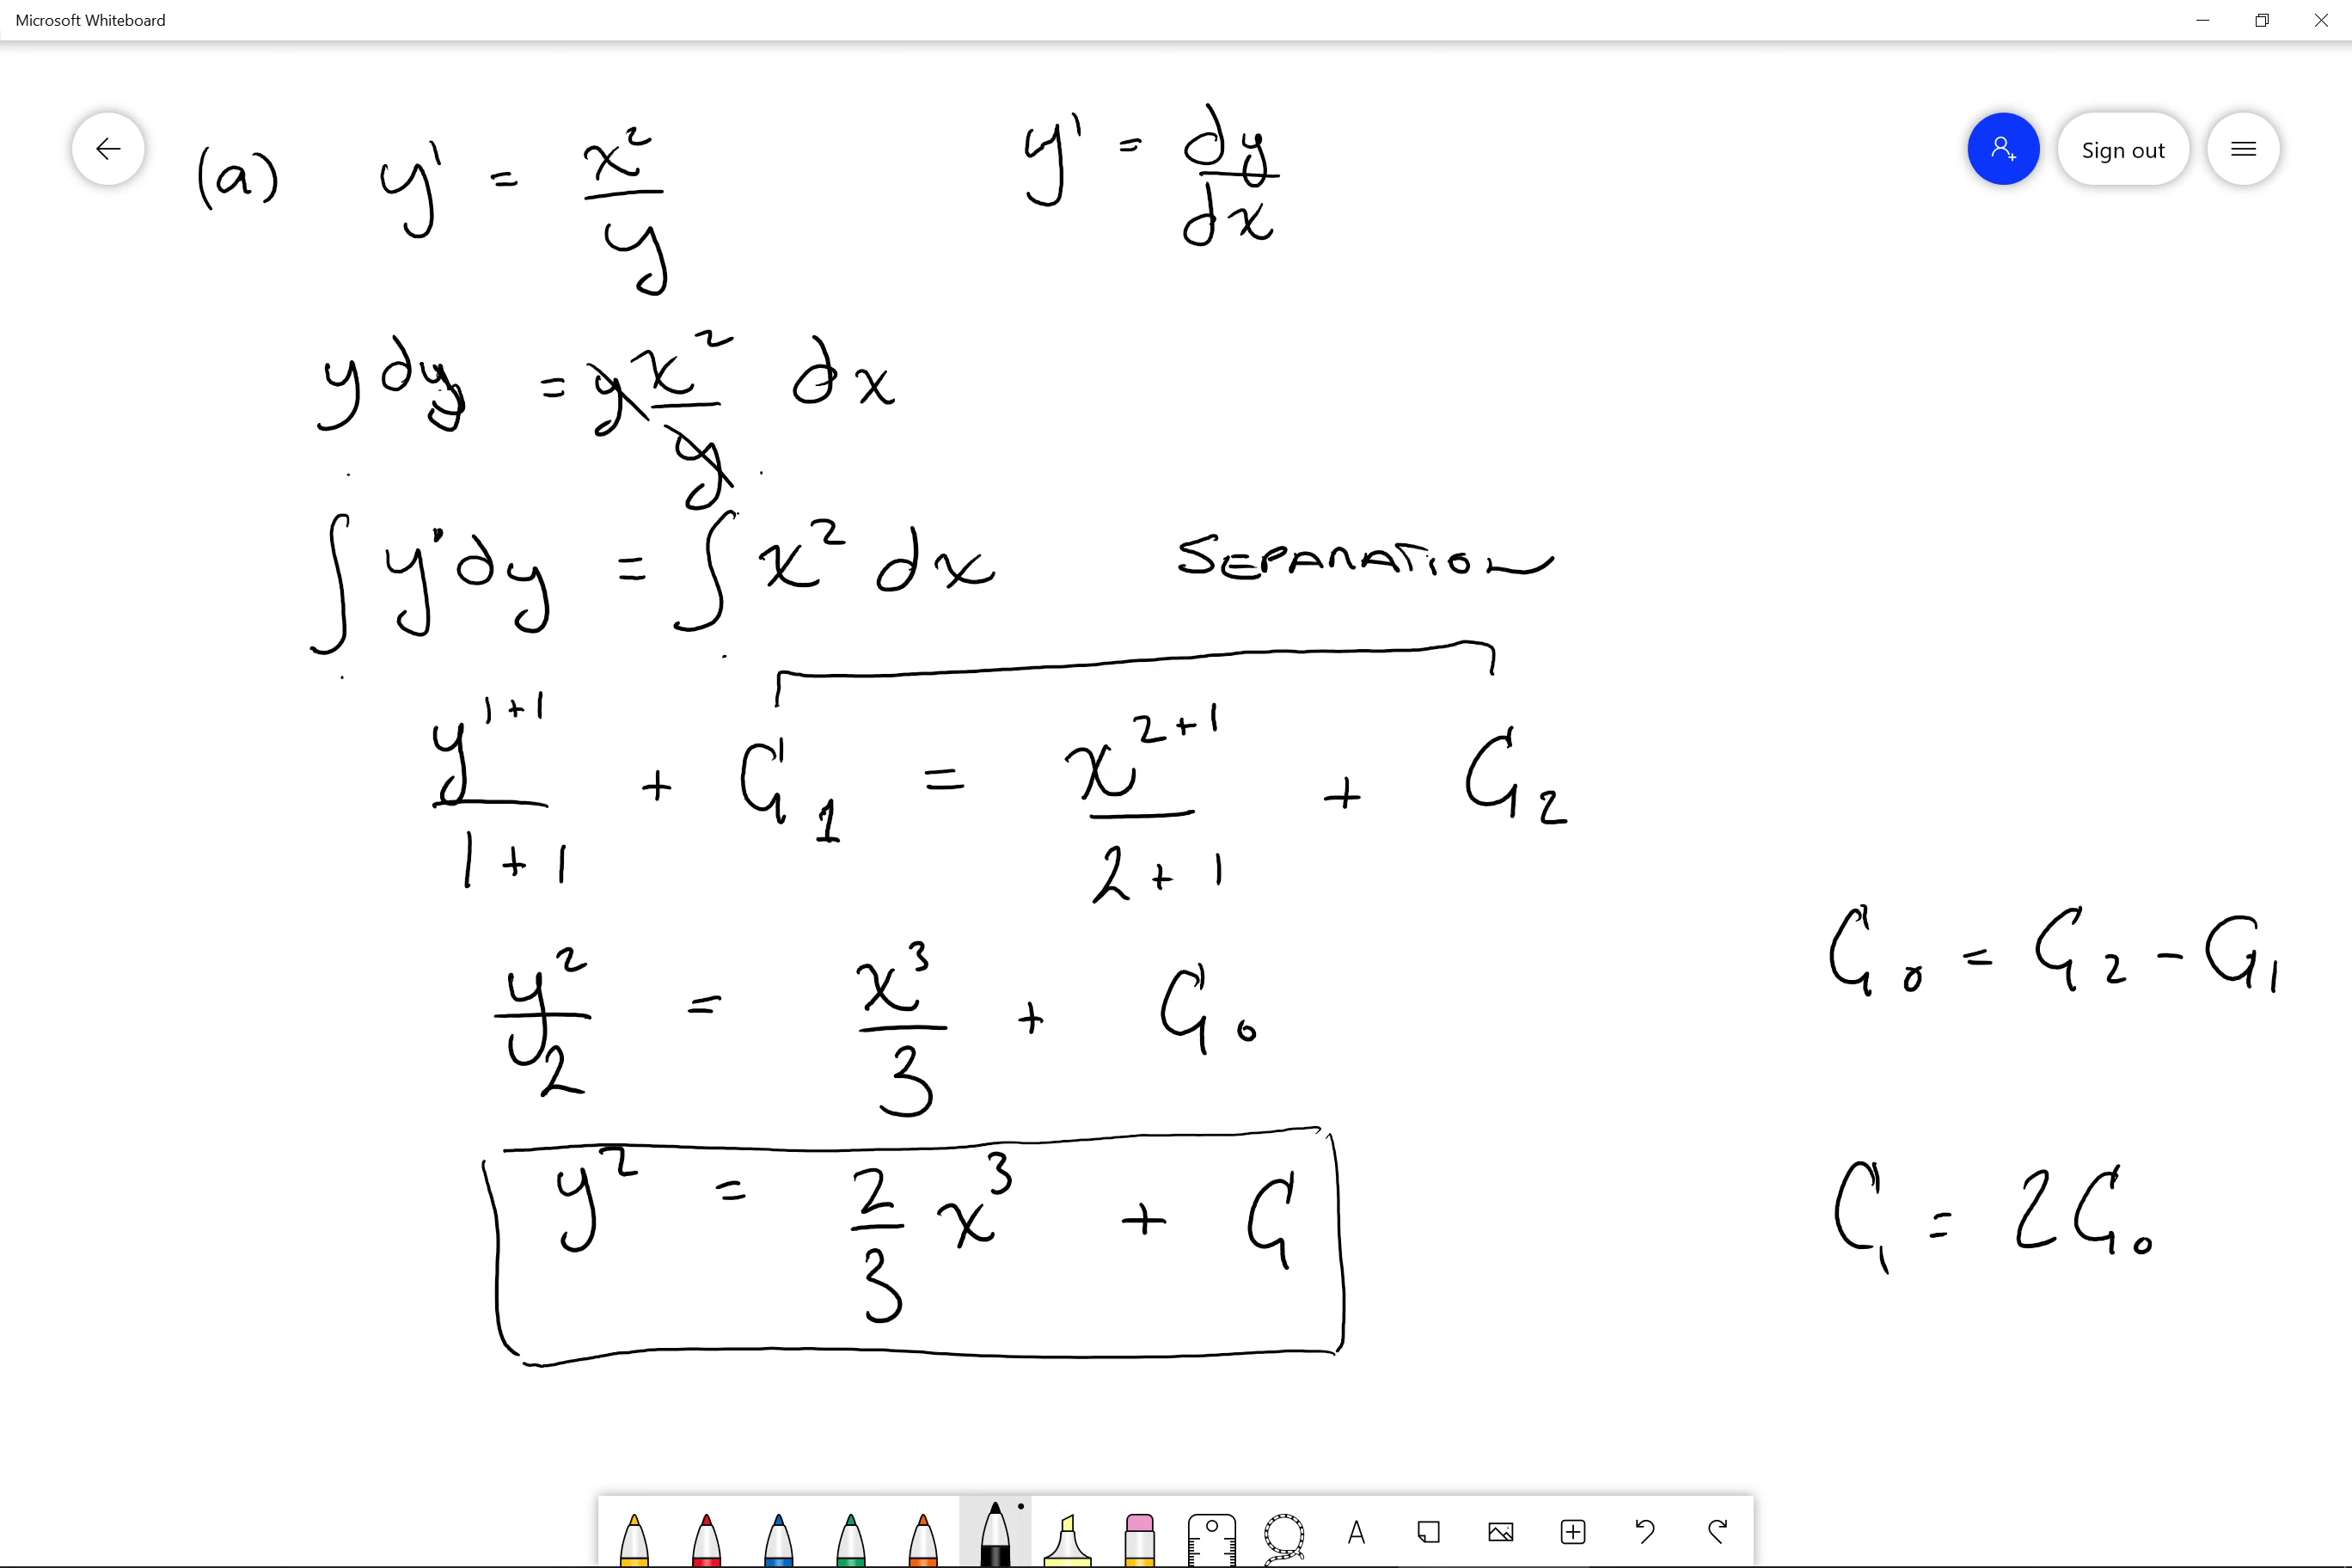 Microsoft Whiteboard
Sign out
(a) y' = x²/y
y' = dy/dx
y dy = y x²/y dx
∫ y' dy = ∫ x² dx SEPARATION
y^(1+1)/(1+1) + C₁ = x^(2+1)/(2+1) + C₂
y²/2 = x³/3 + C₀
C₀ = C₂ - C₁
y² = 2/3 x³ + C
C = 2C₀
A